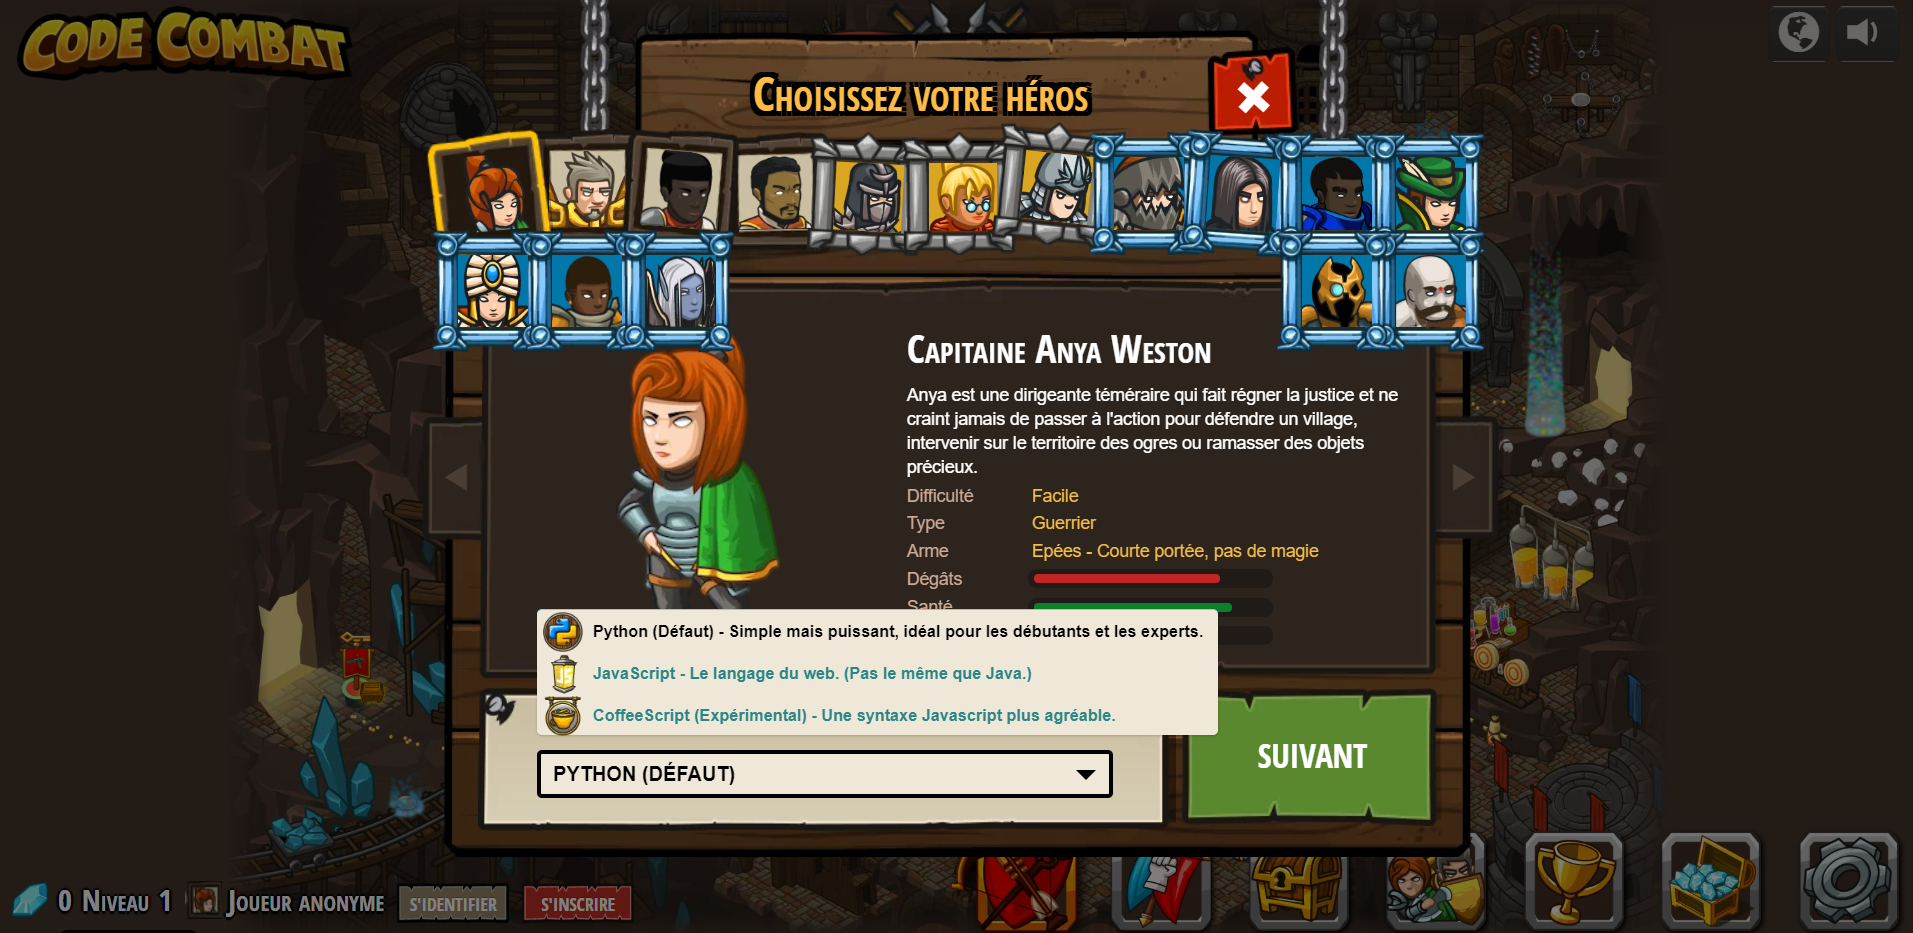 CODE COMBAT
CHOISISSEZ VOTRE HÉROS
CAPITAINE ANYA WESTON
Anya est une dirigeante téméraire qui fait régner la justice et ne
craint jamais de passer à l'action pour défendre un village,
intervenir sur le territoire des ogres ou ramasser des objets
précieux.
Difficulté Facile
Type Guerrier
Arme Epées - Courte portée, pas de magie
Dégâts
Santé
Python (Défaut) - Simple mais puissant, idéal pour les débutants et les experts.
JS
JavaScript - Le langage du web. (Pas le même que Java.)
CoffeeScript (Expérimental) - Une syntaxe Javascript plus agréable.
PYTHON (DÉFAUT)
SUIVANT
0 NIVEAU 1 JOUEUR ANONYME S'IDENTIFIER S'INSCRIRE